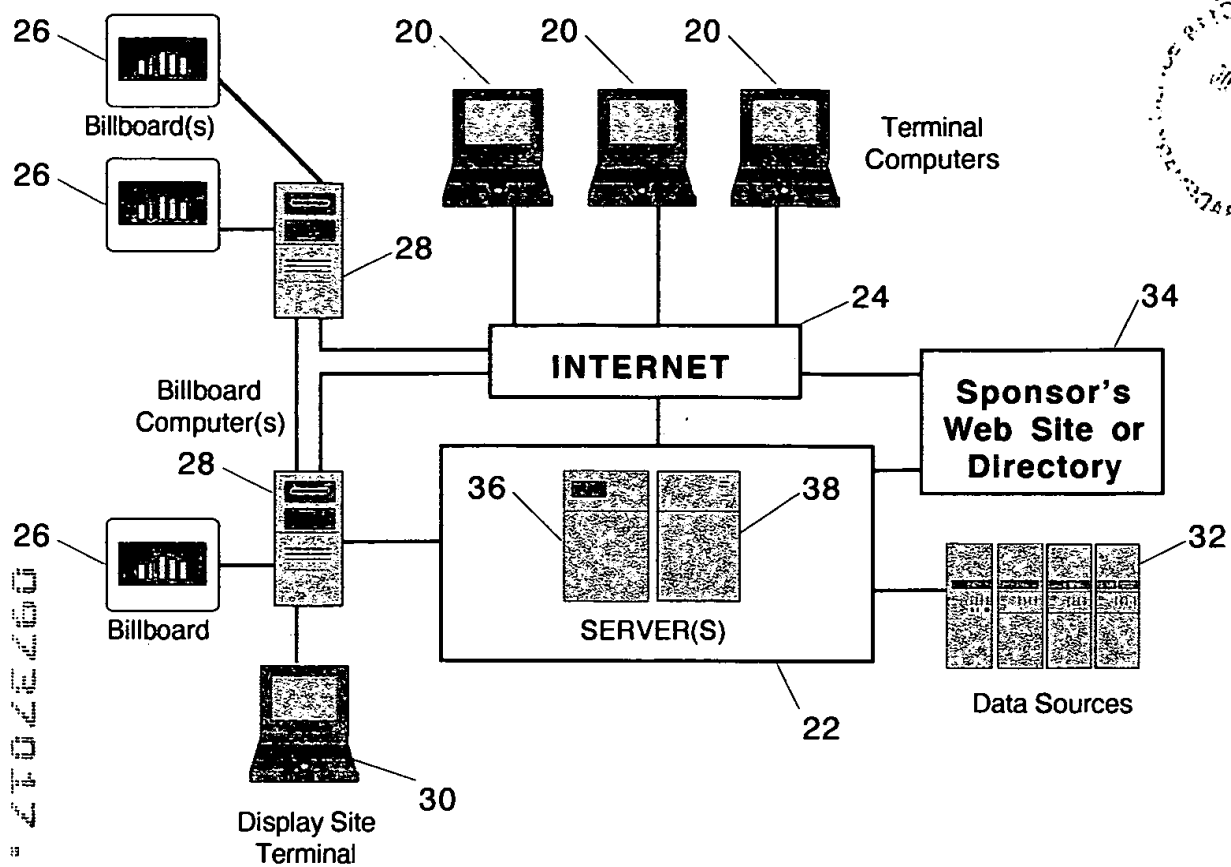 26
20
20
20
Billboard(s)
Terminal
Computers
26
28
24
34
INTERNET
Sponsor's
Web Site or
Directory
Billboard
Computer(s)
28
36
38
26
32
Billboard
SERVER(S)
Data Sources
22
30
Display Site
Terminal